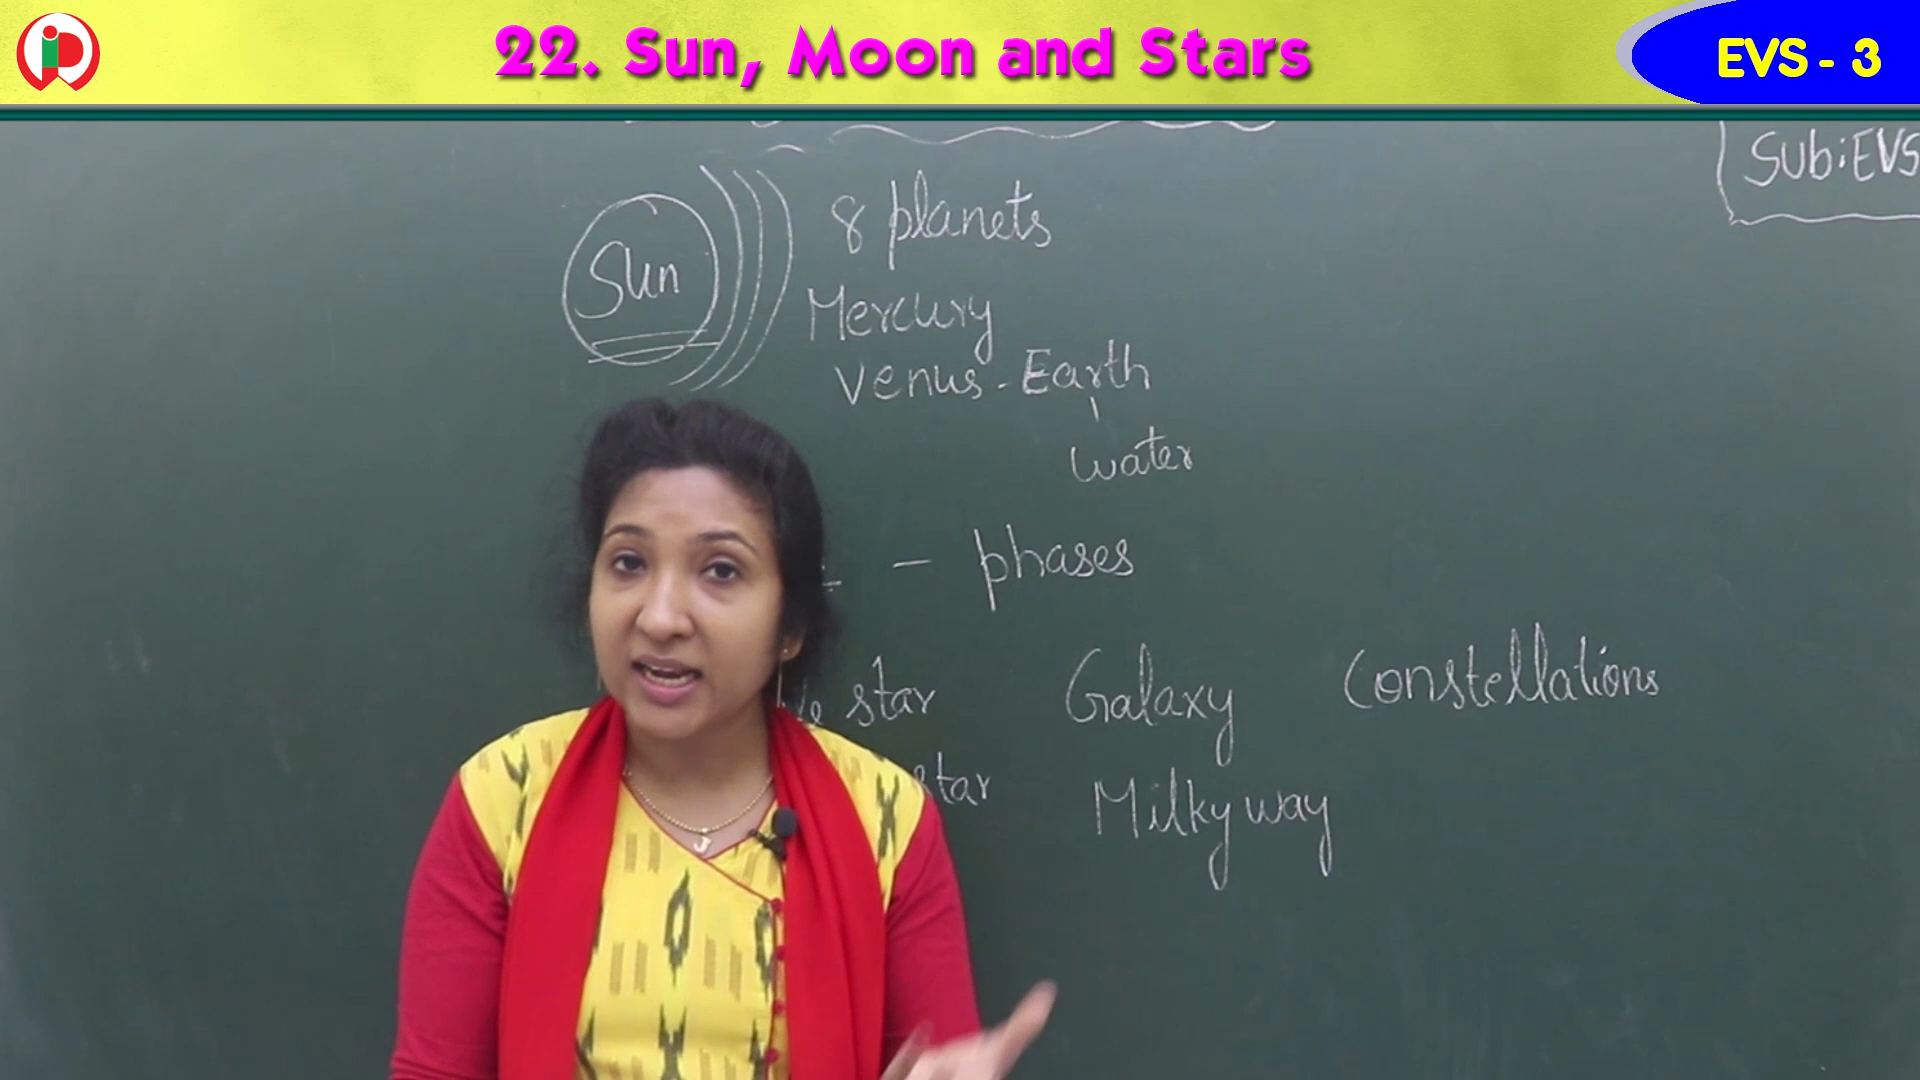 22. Sun, Moon and Stars
EVS - 3
Sub:EVS
Sun
8 planets
Mercury
Venus - Earth
water
- phases
star
Galaxy
Constellations
star
Milky way